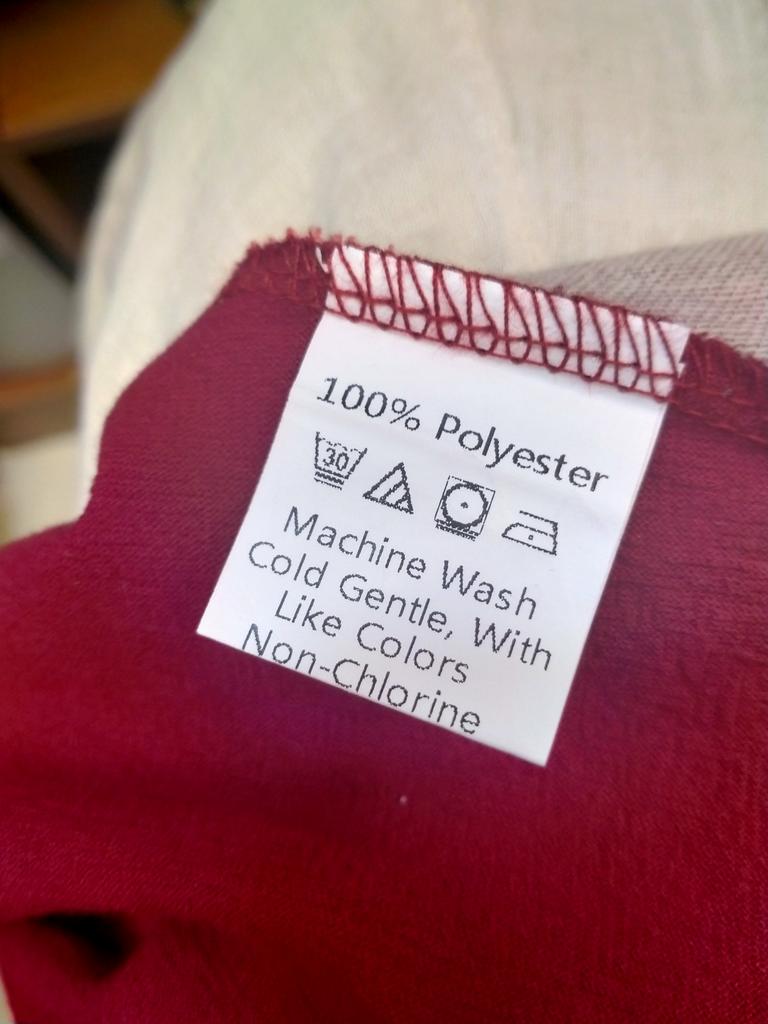 100% Polyester
30
Machine Wash
Cold Gentle, With
Like Colors
Non-Chlorine